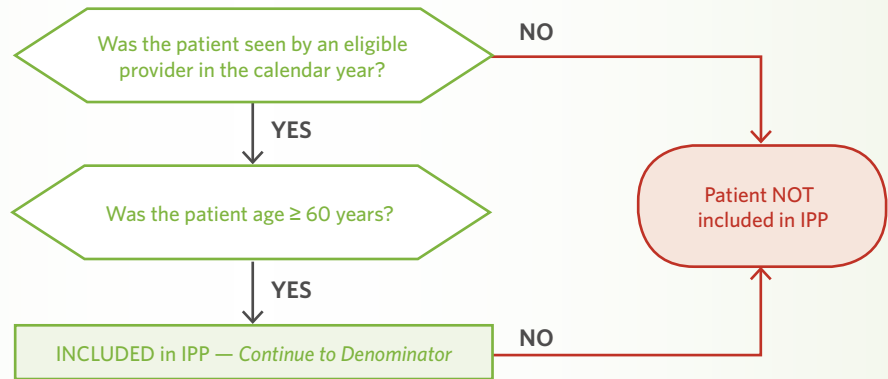 Was the patient seen by an eligible
provider in the calendar year?
NO
YES
Was the patient age ≥ 60 years?
Patient NOT
included in IPP
YES
INCLUDED in IPP — Continue to Denominator
NO